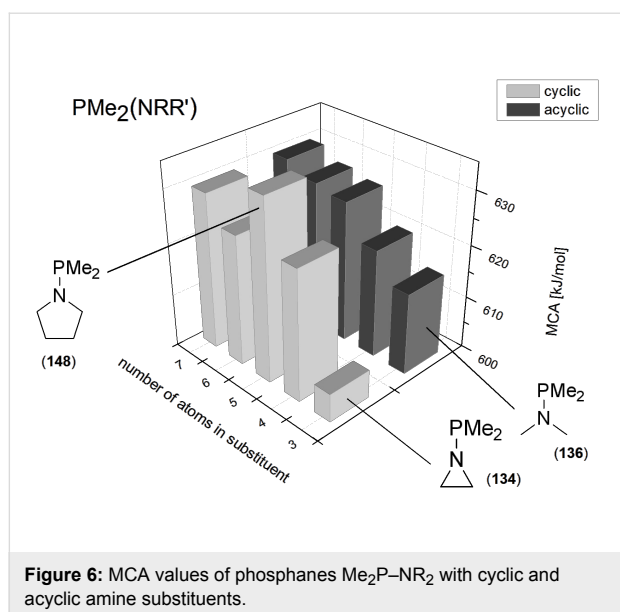 PMe2(NRR')
cyclic
acyclic
630
620
610
600
MCA [kJ/mol]
7
6
5
4
3
number of atoms in substituent
PMe2
N
(148)
PMe2
N
(134)
PMe2
N
(136)
Figure 6: MCA values of phosphanes Me2P–NR2 with cyclic and
acyclic amine substituents.